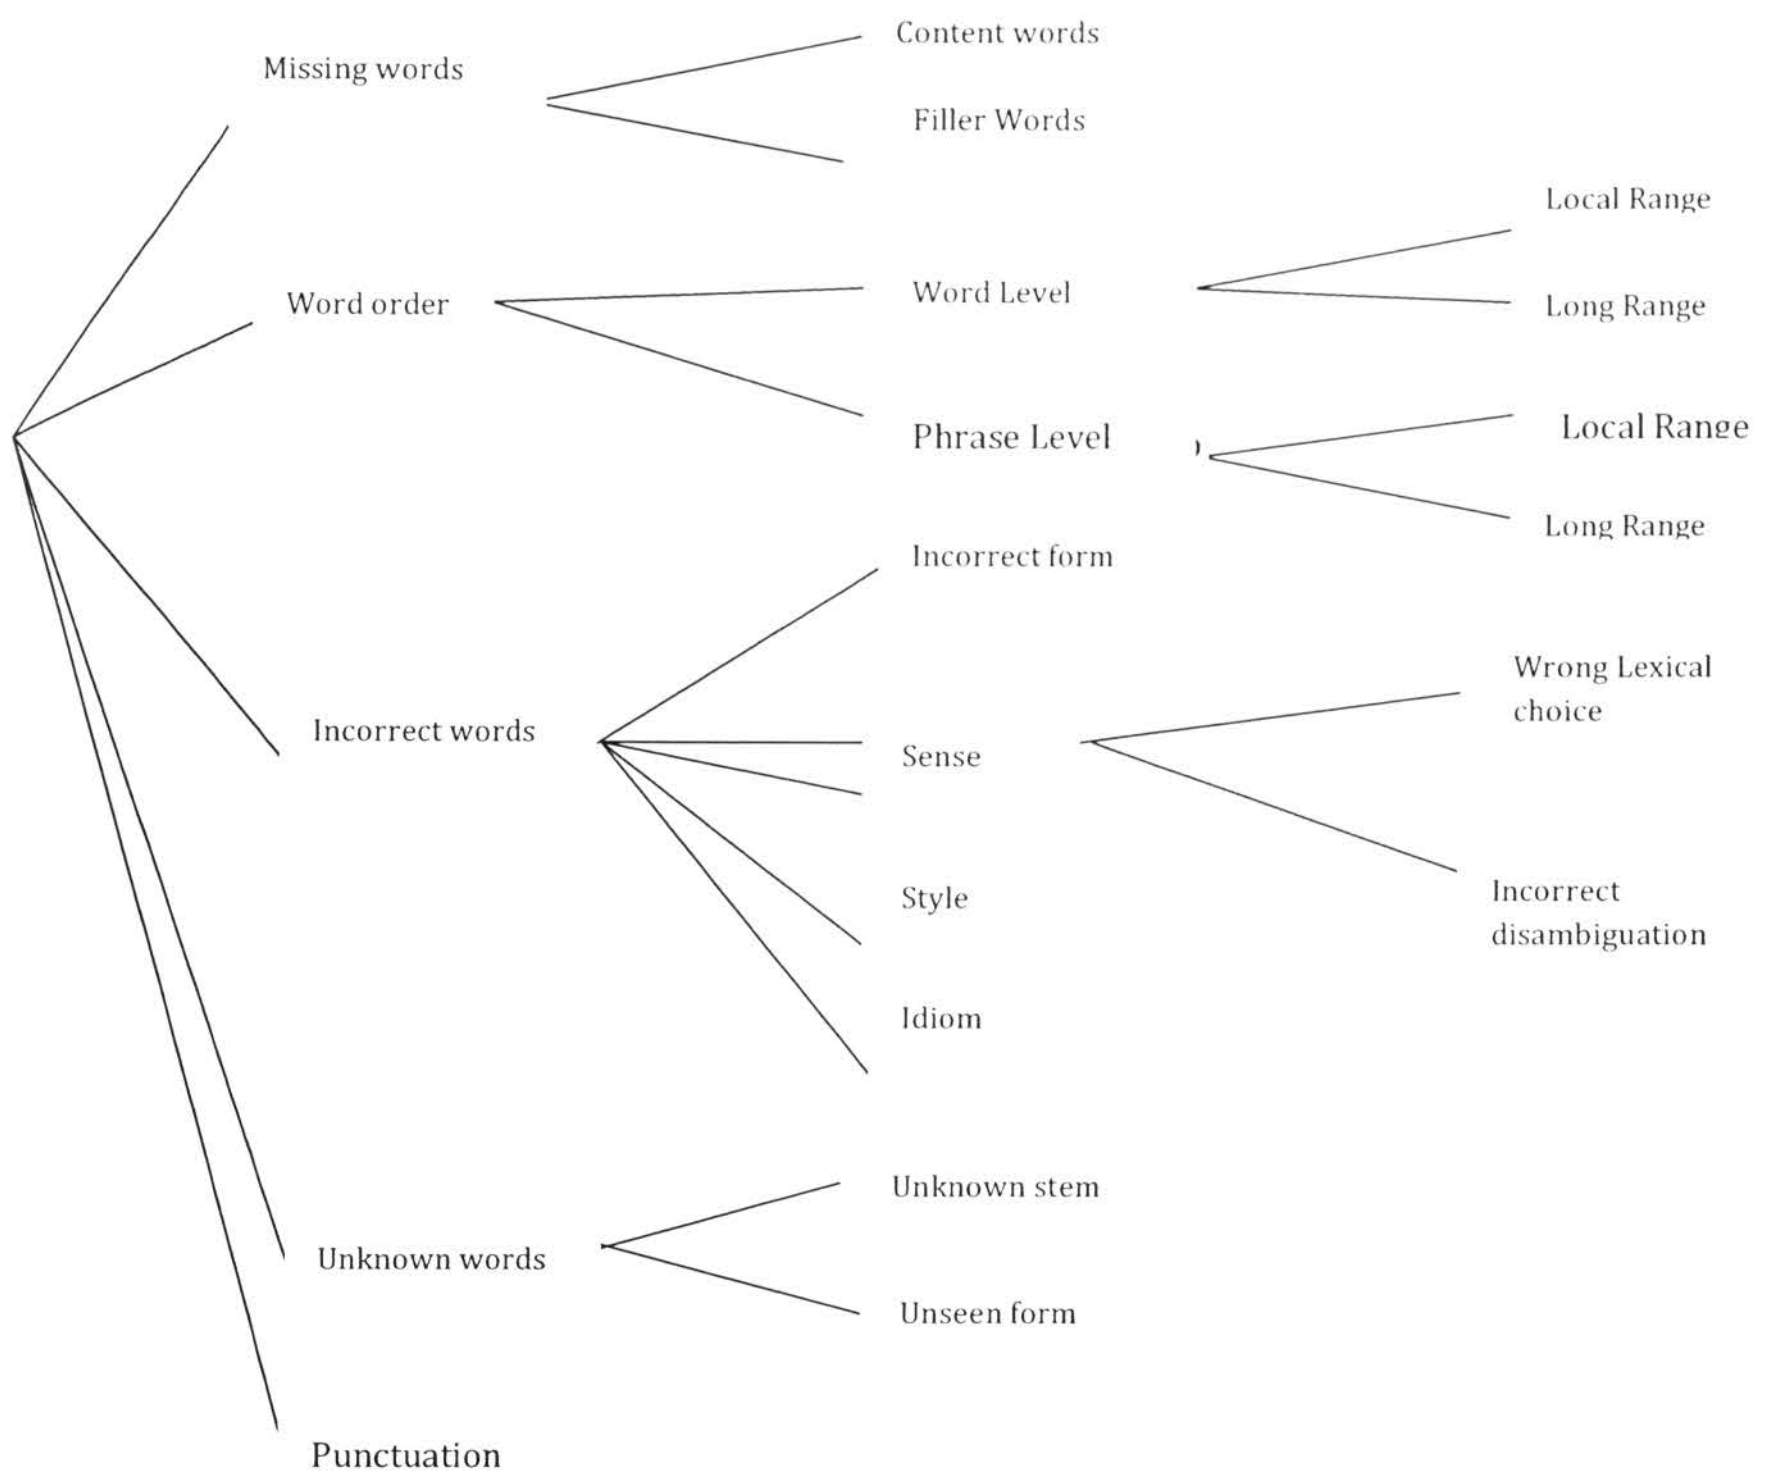 Content words
Missing words
Filler Words
Local Range
Word Level
Word order
Long Range
Local Range
Phrase Level
Long Range
Incorrect form
Wrong Lexical
choice
Incorrect words
Sense
Style
Incorrect
disambiguation
Idiom
Unknown stem
Unknown words
Unseen form
Punctuation